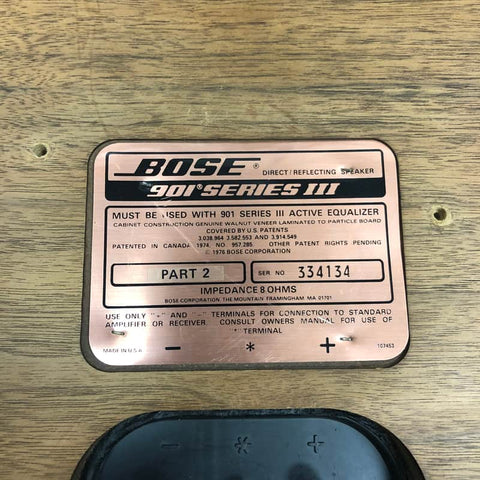 BOSE® DIRECT/REFLECTING SPEAKER
901® SERIES III
MUST BE USED WITH 901 SERIES III ACTIVE EQUALIZER
CABINET CONSTRUCTION GENUINE WALNUT VENEER LAMINATED TO PARTICLE BOARD
COVERED BY U.S. PATENTS
3,038,964 3,582,553 AND 3,914,549
PATENTED IN CANADA 1974 NO. 957,285. OTHER PATENT RIGHTS PENDING
© 1976 BOSE CORPORATION
PART 2 SER NO 334134
IMPEDANCE 8 OHMS
BOSE CORPORATION THE MOUNTAIN FRAMINGHAM MA 01701
USE ONLY "+" AND "−" TERMINALS FOR CONNECTION TO STANDARD
AMPLIFIER OR RECEIVER. CONSULT OWNERS MANUAL FOR USE OF
"*" TERMINAL
MADE IN U.S.A. − * + 107453
− * +